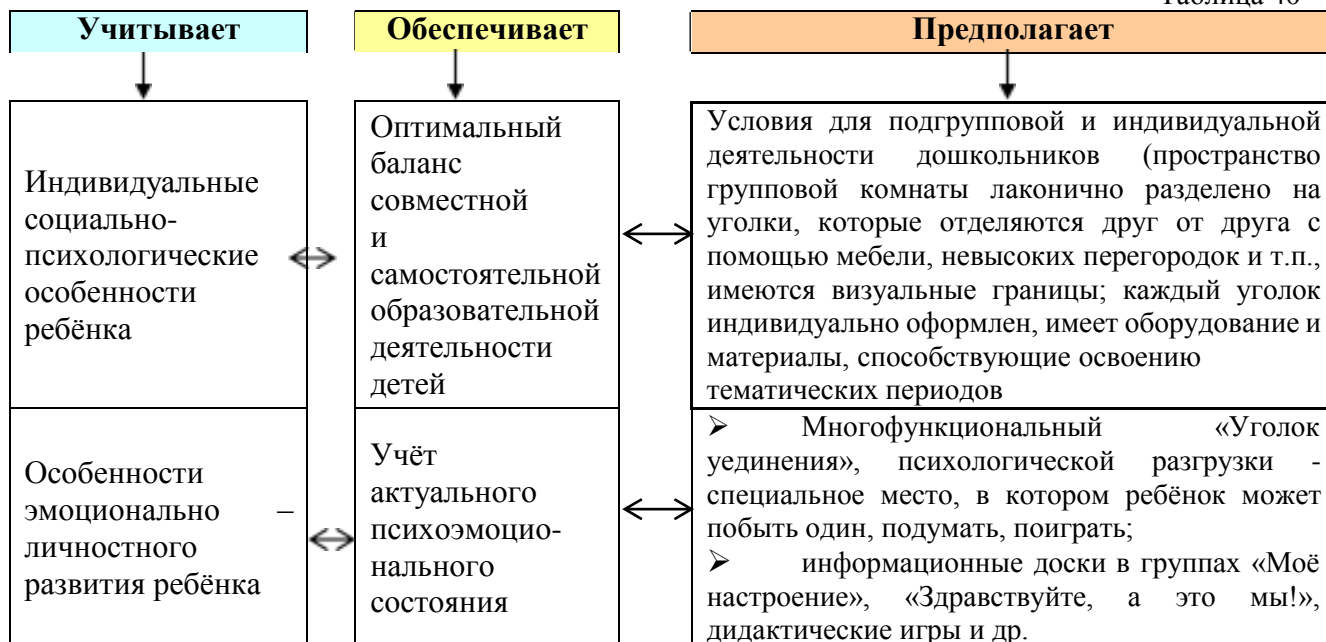 Учитывает
Обеспечивает
Предполагает
Индивидуальные
социально-
психологические
особенности
ребёнка
Оптимальный
баланс
совместной
и
самостоятельной
образовательной
деятельности
детей
Условия для подгрупповой и индивидуальной
деятельности дошкольников (пространство
групповой комнаты лаконично разделено на
уголки, которые отделяются друг от друга с
помощью мебели, невысоких перегородок и т.п.,
имеются визуальные границы; каждый уголок
индивидуально оформлен, имеет оборудование и
материалы, способствующие освоению
тематических периодов
Особенности
эмоционально –
личностного
развития ребёнка
Учёт
актуального
психоэмоцио-
нального
состояния
➢ Многофункциональный «Уголок
уединения», психологической разгрузки -
специальное место, в котором ребёнок может
побыть один, подумать, поиграть;
➢ информационные доски в группах «Моё
настроение», «Здравствуйте, а это мы!»,
дидактические игры и др.